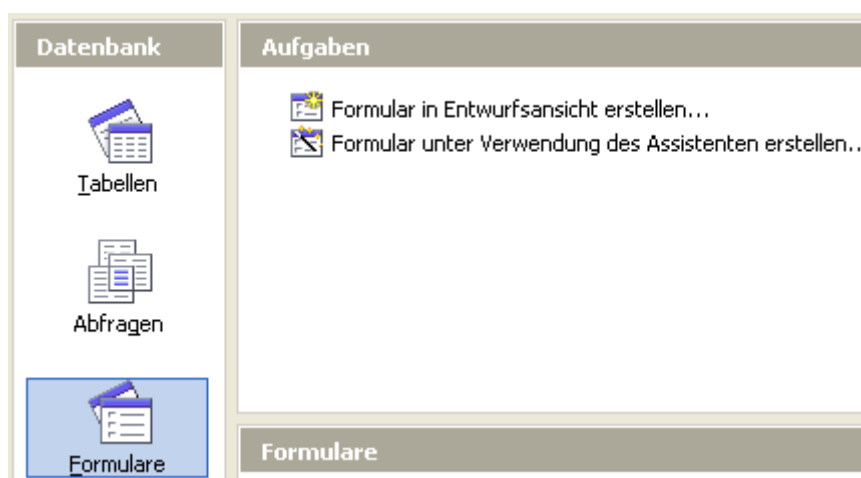 Datenbank
Tabellen
Abfragen
Formulare
Aufgaben
Formular in Entwurfsansicht erstellen...
Formular unter Verwendung des Assistenten erstellen..
Formulare